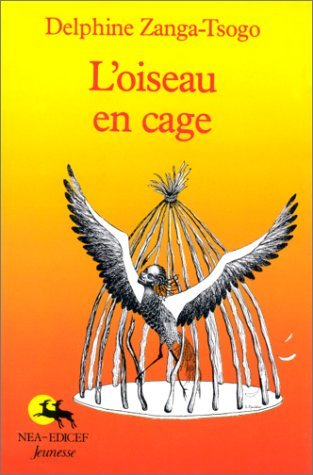 Delphine Zanga-Tsogo
L'oiseau
en cage
NEA-EDICEF
Jeunesse